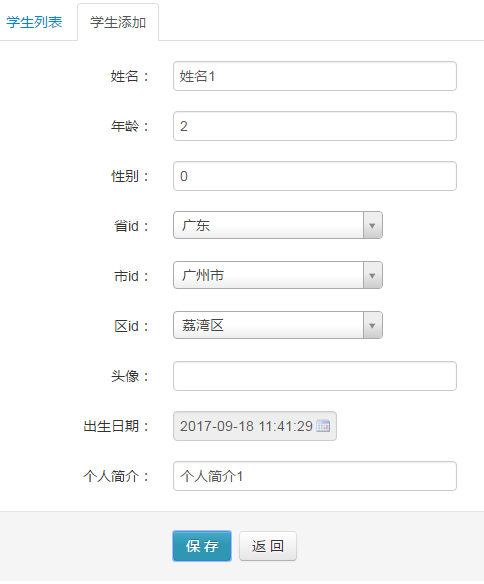 学生列表 学生添加
姓名： 姓名1
年龄： 2
性别： 0
省id： 广东
市id： 广州市
区id： 荔湾区
头像：
出生日期： 2017-09-18 11:41:29
个人简介： 个人简介1
保存 返回